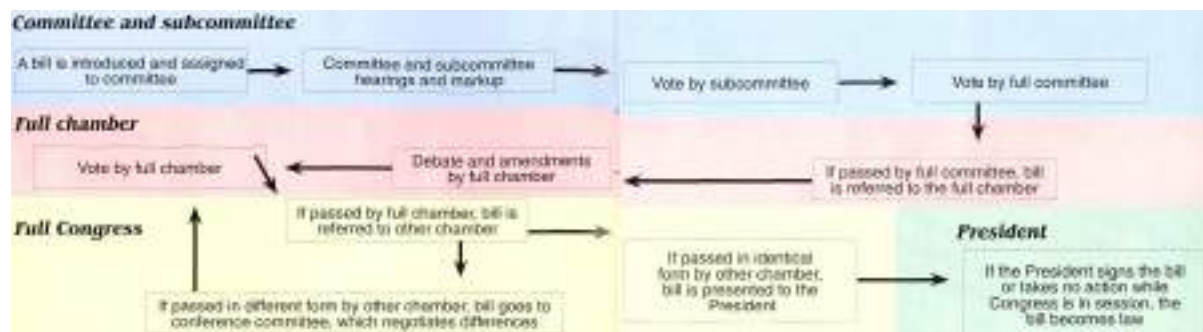 Committee and subcommittee
A bill is introduced and assigned
to committee
Committee and subcommittee
hearings and markup
Vote by subcommittee
Vote by full committee
Full chamber
Vote by full chamber
Debate and amendments
by full chamber
If passed by full committee, bill
is referred to the full chamber
Full Congress
If passed by full chamber, bill is
referred to other chamber
If passed in different form by other chamber, bill goes to
conference committee, which negotiates differences
If passed in identical
form by other chamber,
bill is presented to the
President
President
If the President signs the bill
or takes no action while
Congress is in session, the
bill becomes law